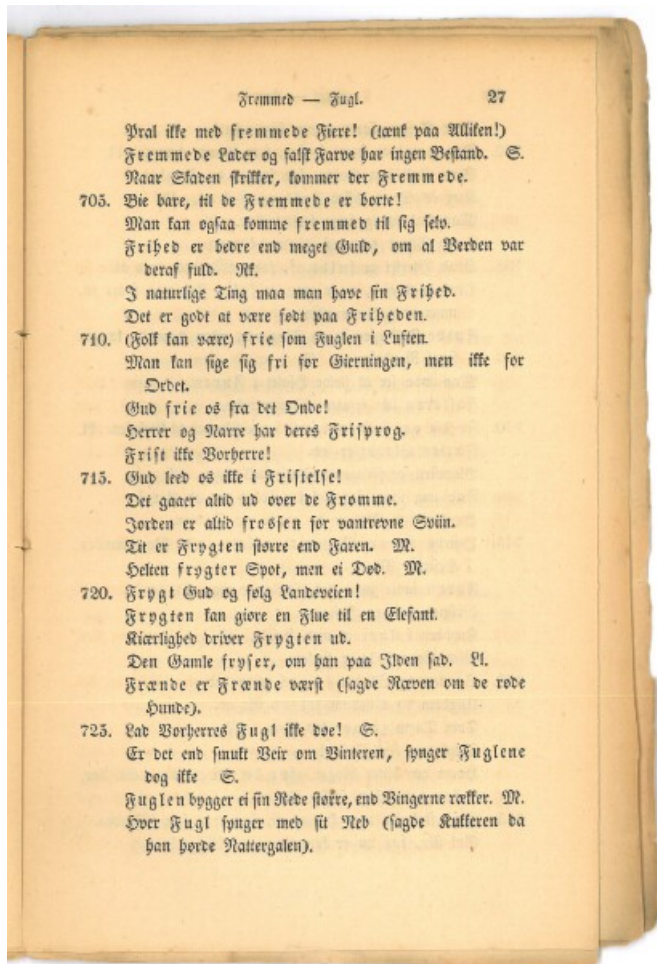 Fremmed — Fugl. 27
Pral ikke med fremmede Fiere! (tænk paa Alliken!)
Fremmede Lader og falsk Farve har ingen Bestand. S.
Naar Skaden skrikker, kommer der Fremmede.
705. Bie bare, til de Fremmede er borte!
Man kan ogsaa komme fremmed til sig selv.
Frihed er bedre end meget Guld, om al Verden var
deraf fuld. Rk.
I naturlige Ting maa man have sin Frihed.
Det er godt at være født paa Friheden.
710. (Folk kan være) frie som Fuglen i Luften.
Man kan sige sig fri for Gierningen, men ikke for
Ordet.
Gud frie os fra det Onde!
Herrer og Narre har deres Frisprog.
Frist ikke Vorherre!
715. Gud leed os ikke i Fristelse!
Det gaaer altid ud over de Fromme.
Jorden er altid frossen for vantrevne Sviin.
Tit er Frygten større end Faren. M.
Helten frygter Spot, men ei Død. M.
720. Frygt Gud og følg Landeveien!
Frygten kan giøre en Flue til en Elefant.
Kiærlighed driver Frygten ud.
Den Gamle fryser, om han paa Ilden sad. Ll.
Frænde er Frænde værst (sagde Ræven om de røde
Hunde).
725. Lad Vorherres Fugl ikke døe! S.
Er det end smukt Veir om Vinteren, synger Fuglene
dog ikke S.
Fuglen bygger ei sin Rede større, end Vingerne rækker. M.
Hver Fugl synger med sit Neb (sagde Kukkeren da
han hørde Nattergalen).